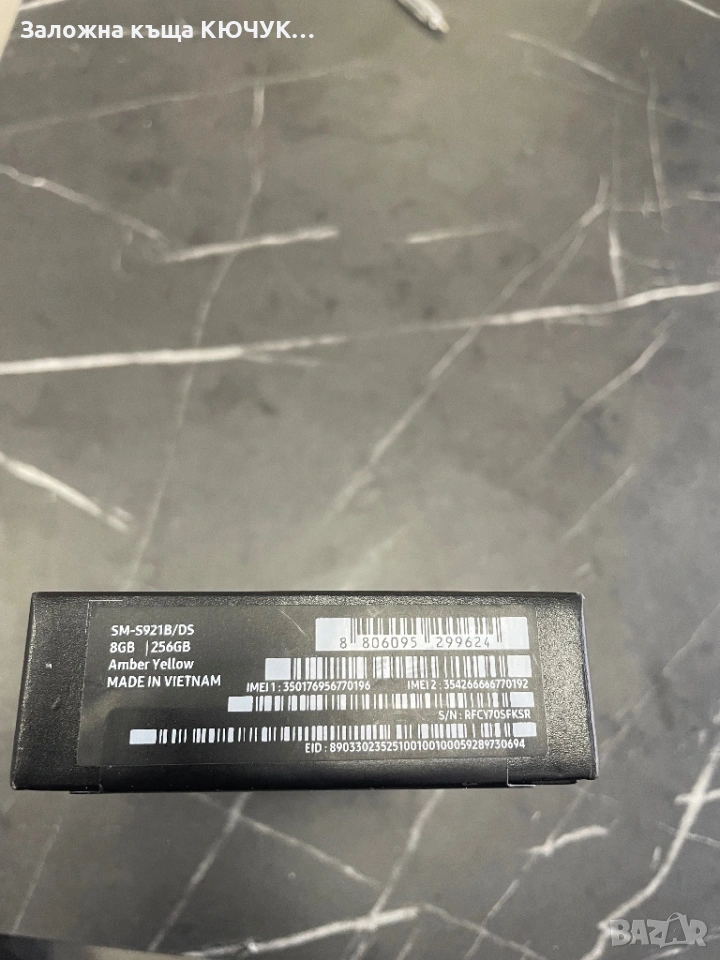 Заложна къща КЮЧУК...
SM-S921B/DS
8GB | 256GB
Amber Yellow
MADE IN VIETNAM
8 806095 299624
IMEI 1 : 350176956770196 IMEI 2 : 354266666770192
S/N : RFCY70SFKSR
EID : 89033023525100100100059289730694
BAZAR